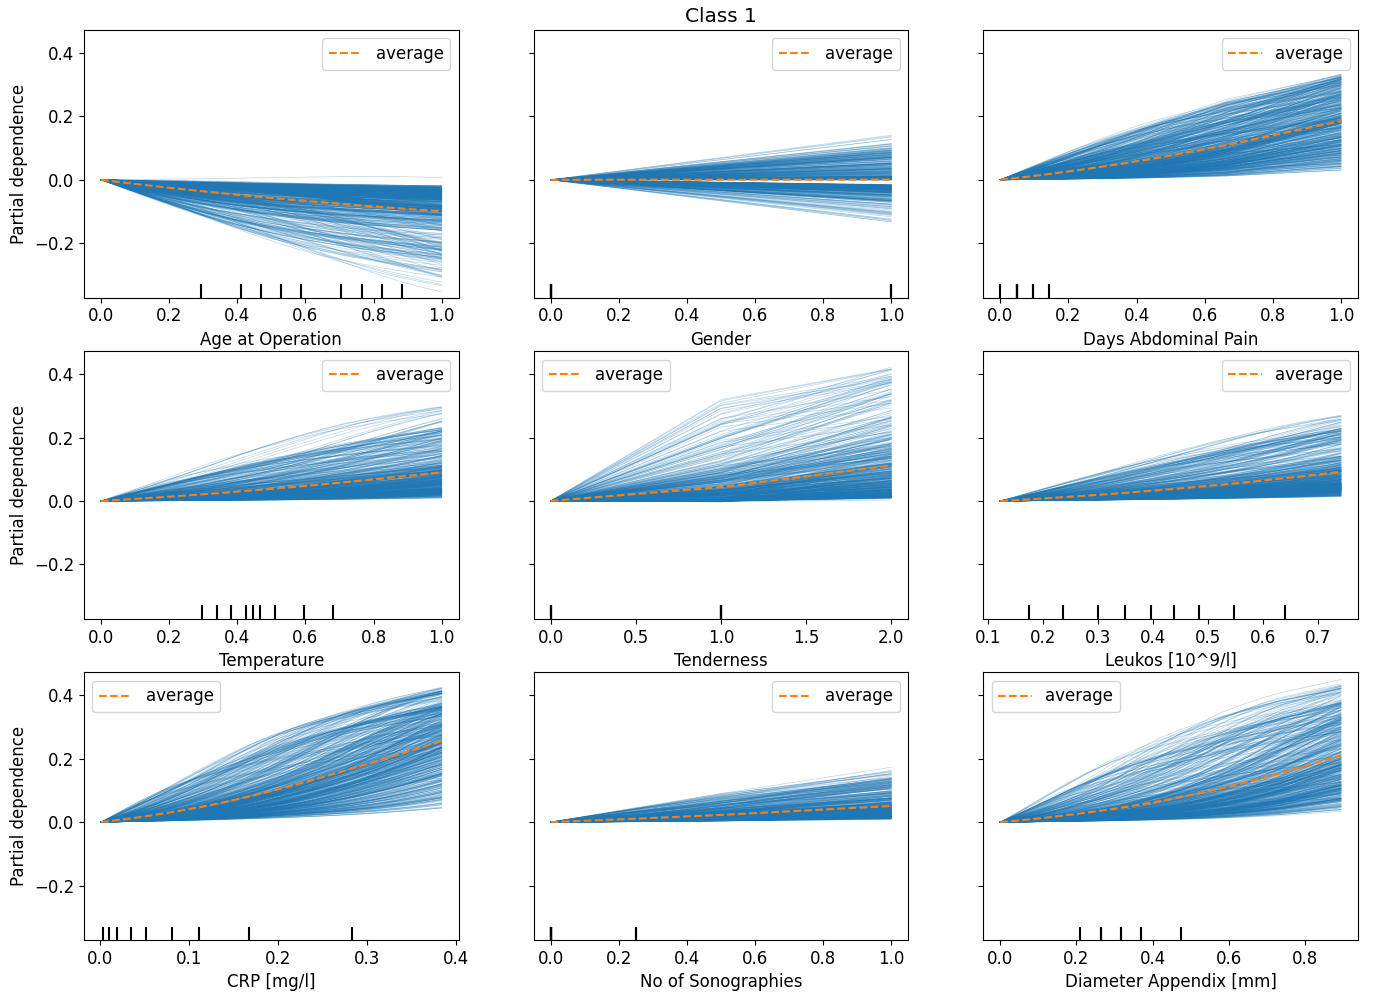 Class 1
average
average
average
Partial dependence
0.4
0.2
0.0
−0.2
0.0 0.2 0.4 0.6 0.8 1.0
Age at Operation
0.0 0.2 0.4 0.6 0.8 1.0
Gender
0.0 0.2 0.4 0.6 0.8 1.0
Days Abdominal Pain
average
average
average
Partial dependence
0.4
0.2
0.0
−0.2
0.0 0.2 0.4 0.6 0.8 1.0
Temperature
0.0 0.5 1.0 1.5 2.0
Tenderness
0.1 0.2 0.3 0.4 0.5 0.6 0.7
Leukos [10^9/l]
average
average
average
Partial dependence
0.4
0.2
0.0
−0.2
0.0 0.1 0.2 0.3 0.4
CRP [mg/l]
0.0 0.2 0.4 0.6 0.8 1.0
No of Sonographies
0.0 0.2 0.4 0.6 0.8
Diameter Appendix [mm]